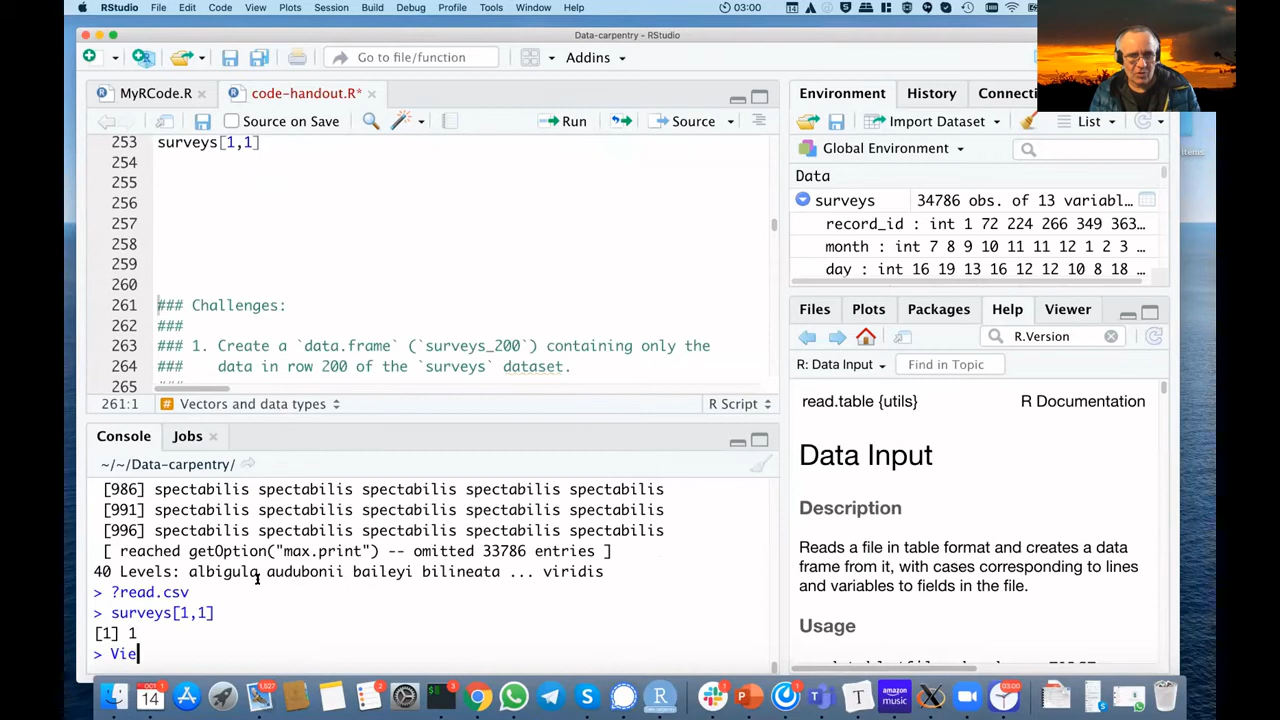 RStudio File Edit Code View Plots Session Build Debug Profile Tools Window Help 03:00
Data-carpentry - RStudio
Go to file/function Addins
MyRCode.R code-handout.R*
Source on Save Run Source
253 surveys[1,1]
254
255
256
257
258
259
260
261 ### Challenges:
262 ###
263 ### 1. Create a `data.frame` (`surveys_200`) containing only the
264 ### data in row 200 of the `surveys` dataset.
265 ###
261:1 Vectors and data types R Script
Console Jobs
~/~/Data-carpentry/
[986] spectabilis spectabilis spectabilis spectabilis spectabilis
[991] spectabilis spectabilis spectabilis spectabilis spectabilis
[996] spectabilis spectabilis spectabilis spectabilis spectabilis
[ reached getOption("max.print") -- omitted 33786 entries ]
40 Levels: albigula audubonii baileyi bilineata ... viridis
> ?read.csv
> surveys[1,1]
[1] 1
> Vie
Environment History Connecti
Import Dataset List
Global Environment
Data
surveys 34786 obs. of 13 variabl…
record_id : int 1 72 224 266 349 363…
month : int 7 8 9 10 11 11 12 1 2 3 …
day : int 16 19 13 16 12 12 10 8 18 …
Files Plots Packages Help Viewer
R.Version
R: Data Input Topic
read.table {utils} R Documentation
Data Input
Description
Reads a file in table format and creates a data
frame from it, with cases corresponding to lines
and variables to fields in the file.
Usage
items
amazon
music
03:00